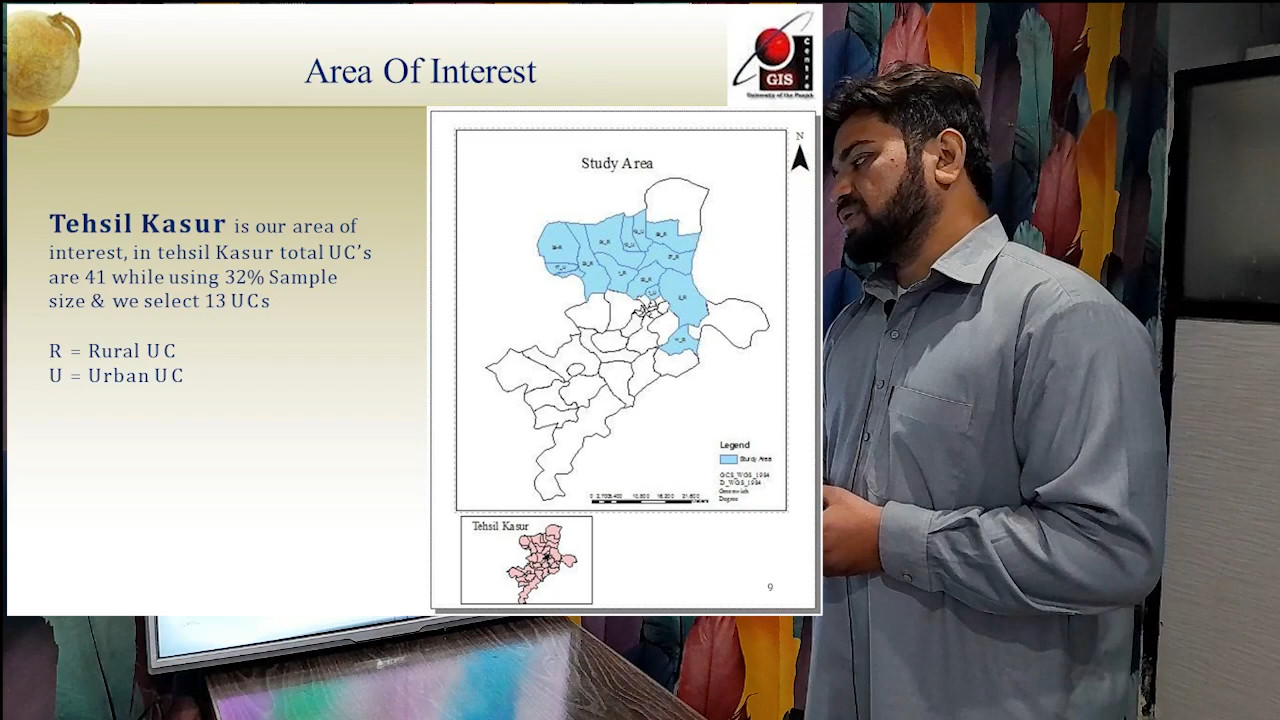 Area Of Interest
GIS
Centre
University of the Punjab
Tehsil Kasur is our area of
interest, in tehsil Kasur total UC's
are 41 while using 32% Sample
size & we select 13 UCs
R = Rural UC
U = Urban UC
N
Study Area
Legend
Study Area
GCS_WGS_1984
D_WGS_1984
Greenwich
Degree
Tehsil Kasur
9